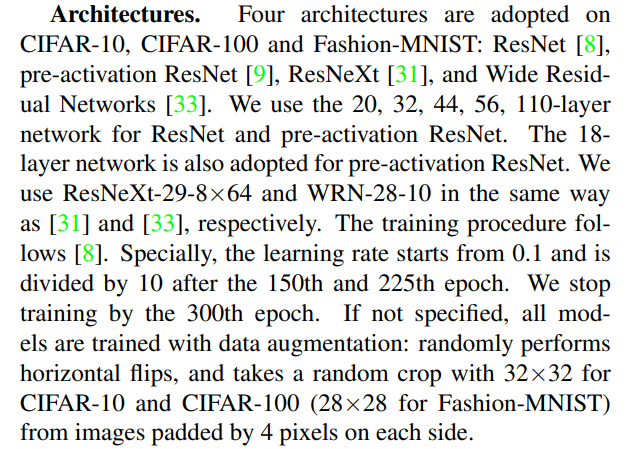 Architectures. Four architectures are adopted on
CIFAR-10, CIFAR-100 and Fashion-MNIST: ResNet [8],
pre-activation ResNet [9], ResNeXt [31], and Wide Resid-
ual Networks [33]. We use the 20, 32, 44, 56, 110-layer
network for ResNet and pre-activation ResNet. The 18-
layer network is also adopted for pre-activation ResNet. We
use ResNeXt-29-8×64 and WRN-28-10 in the same way
as [31] and [33], respectively. The training procedure fol-
lows [8]. Specially, the learning rate starts from 0.1 and is
divided by 10 after the 150th and 225th epoch. We stop
training by the 300th epoch. If not specified, all mod-
els are trained with data augmentation: randomly performs
horizontal flips, and takes a random crop with 32×32 for
CIFAR-10 and CIFAR-100 (28×28 for Fashion-MNIST)
from images padded by 4 pixels on each side.